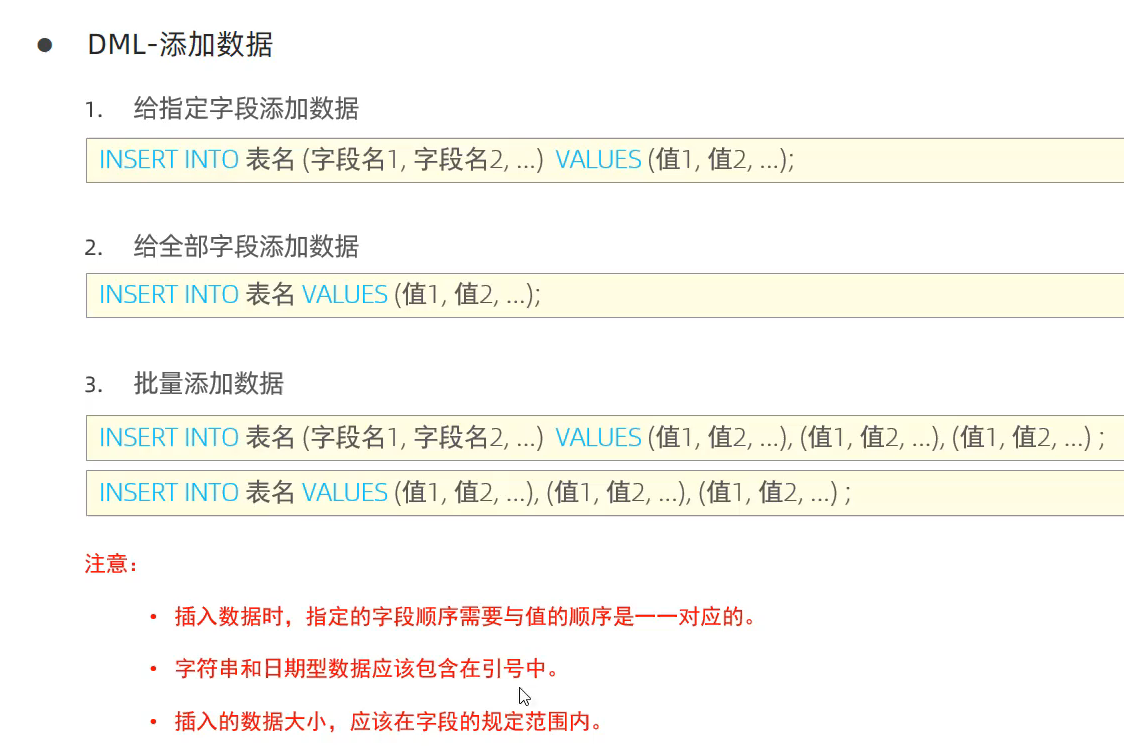 ● DML-添加数据
1. 给指定字段添加数据
INSERT INTO 表名 (字段名1, 字段名2, ...) VALUES (值1, 值2, ...);
2. 给全部字段添加数据
INSERT INTO 表名 VALUES (值1, 值2, ...);
3. 批量添加数据
INSERT INTO 表名 (字段名1, 字段名2, ...) VALUES (值1, 值2, ...), (值1, 值2, ...), (值1, 值2, ...) ;
INSERT INTO 表名 VALUES (值1, 值2, ...), (值1, 值2, ...), (值1, 值2, ...) ;
注意：
• 插入数据时，指定的字段顺序需要与值的顺序是一一对应的。
• 字符串和日期型数据应该包含在引号中。
• 插入的数据大小，应该在字段的规定范围内。